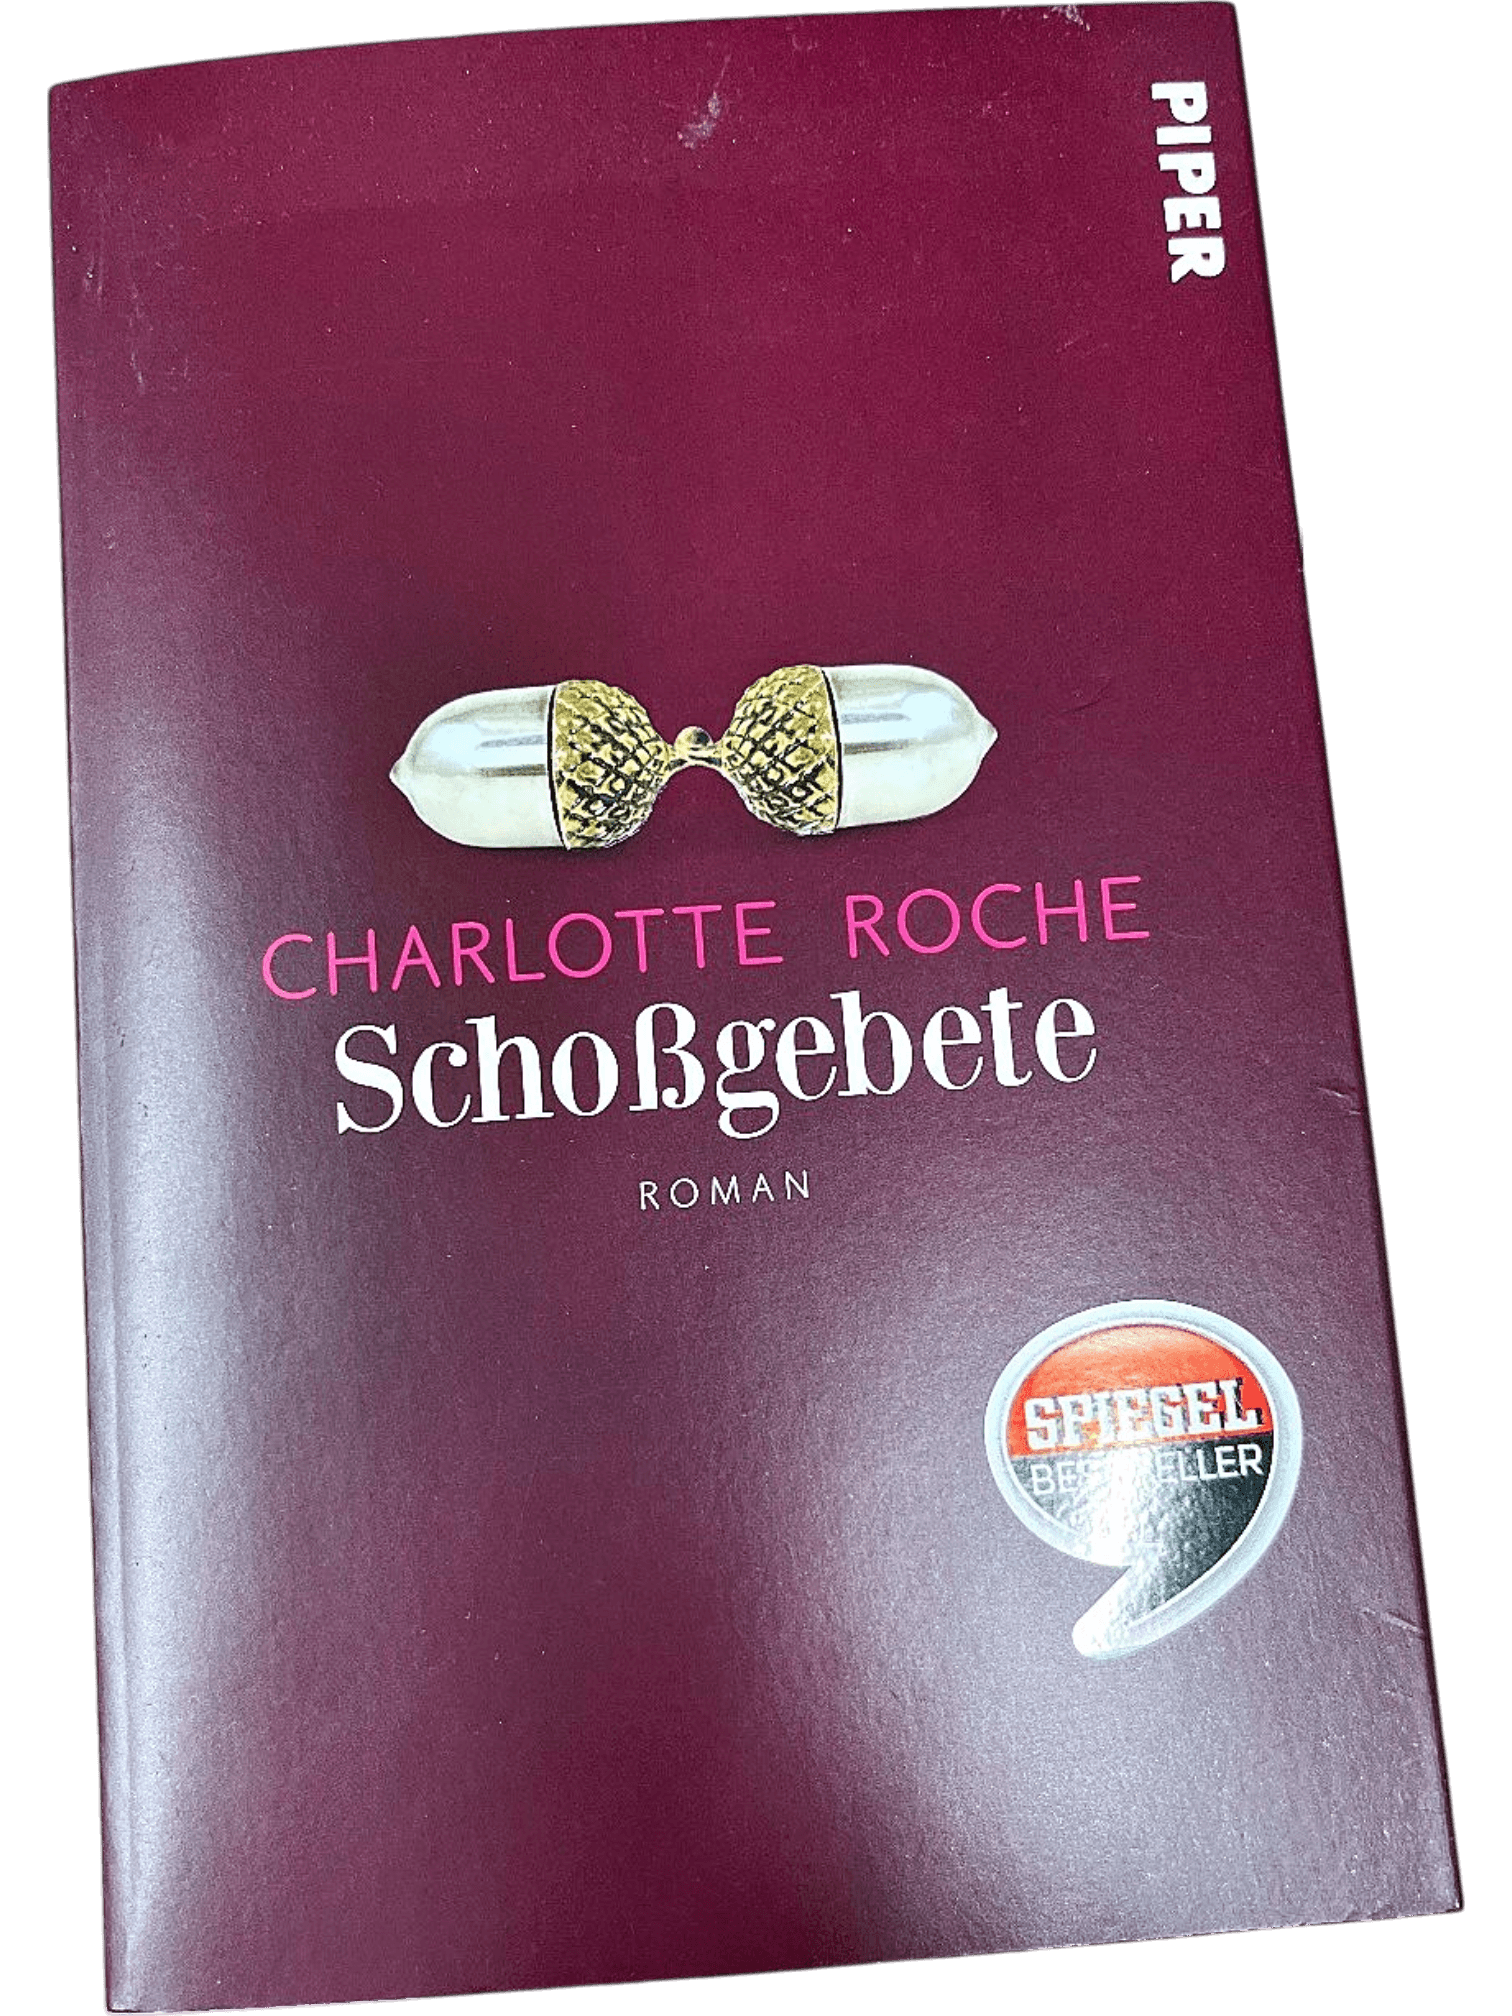 PIPER
CHARLOTTE ROCHE
Schoßgebete
ROMAN
SPIEGEL
BESTSELLER